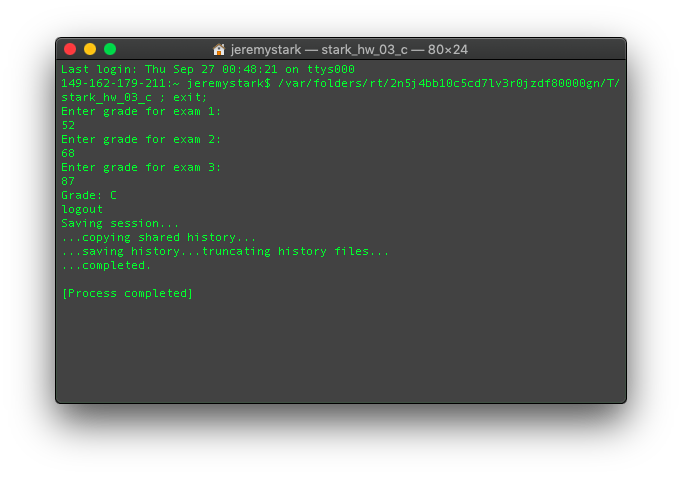 jeremystark — stark_hw_03_c — 80×24
Last login: Thu Sep 27 00:48:21 on ttys000
149-162-179-211:~ jeremystark$ /var/folders/rt/2n5j4bb10c5cd7lv3r0jzdf80000gn/T/
stark_hw_03_c ; exit;
Enter grade for exam 1:
52
Enter grade for exam 2:
68
Enter grade for exam 3:
87
Grade: C
logout
Saving session...
...copying shared history...
...saving history...truncating history files...
...completed.
[Process completed]